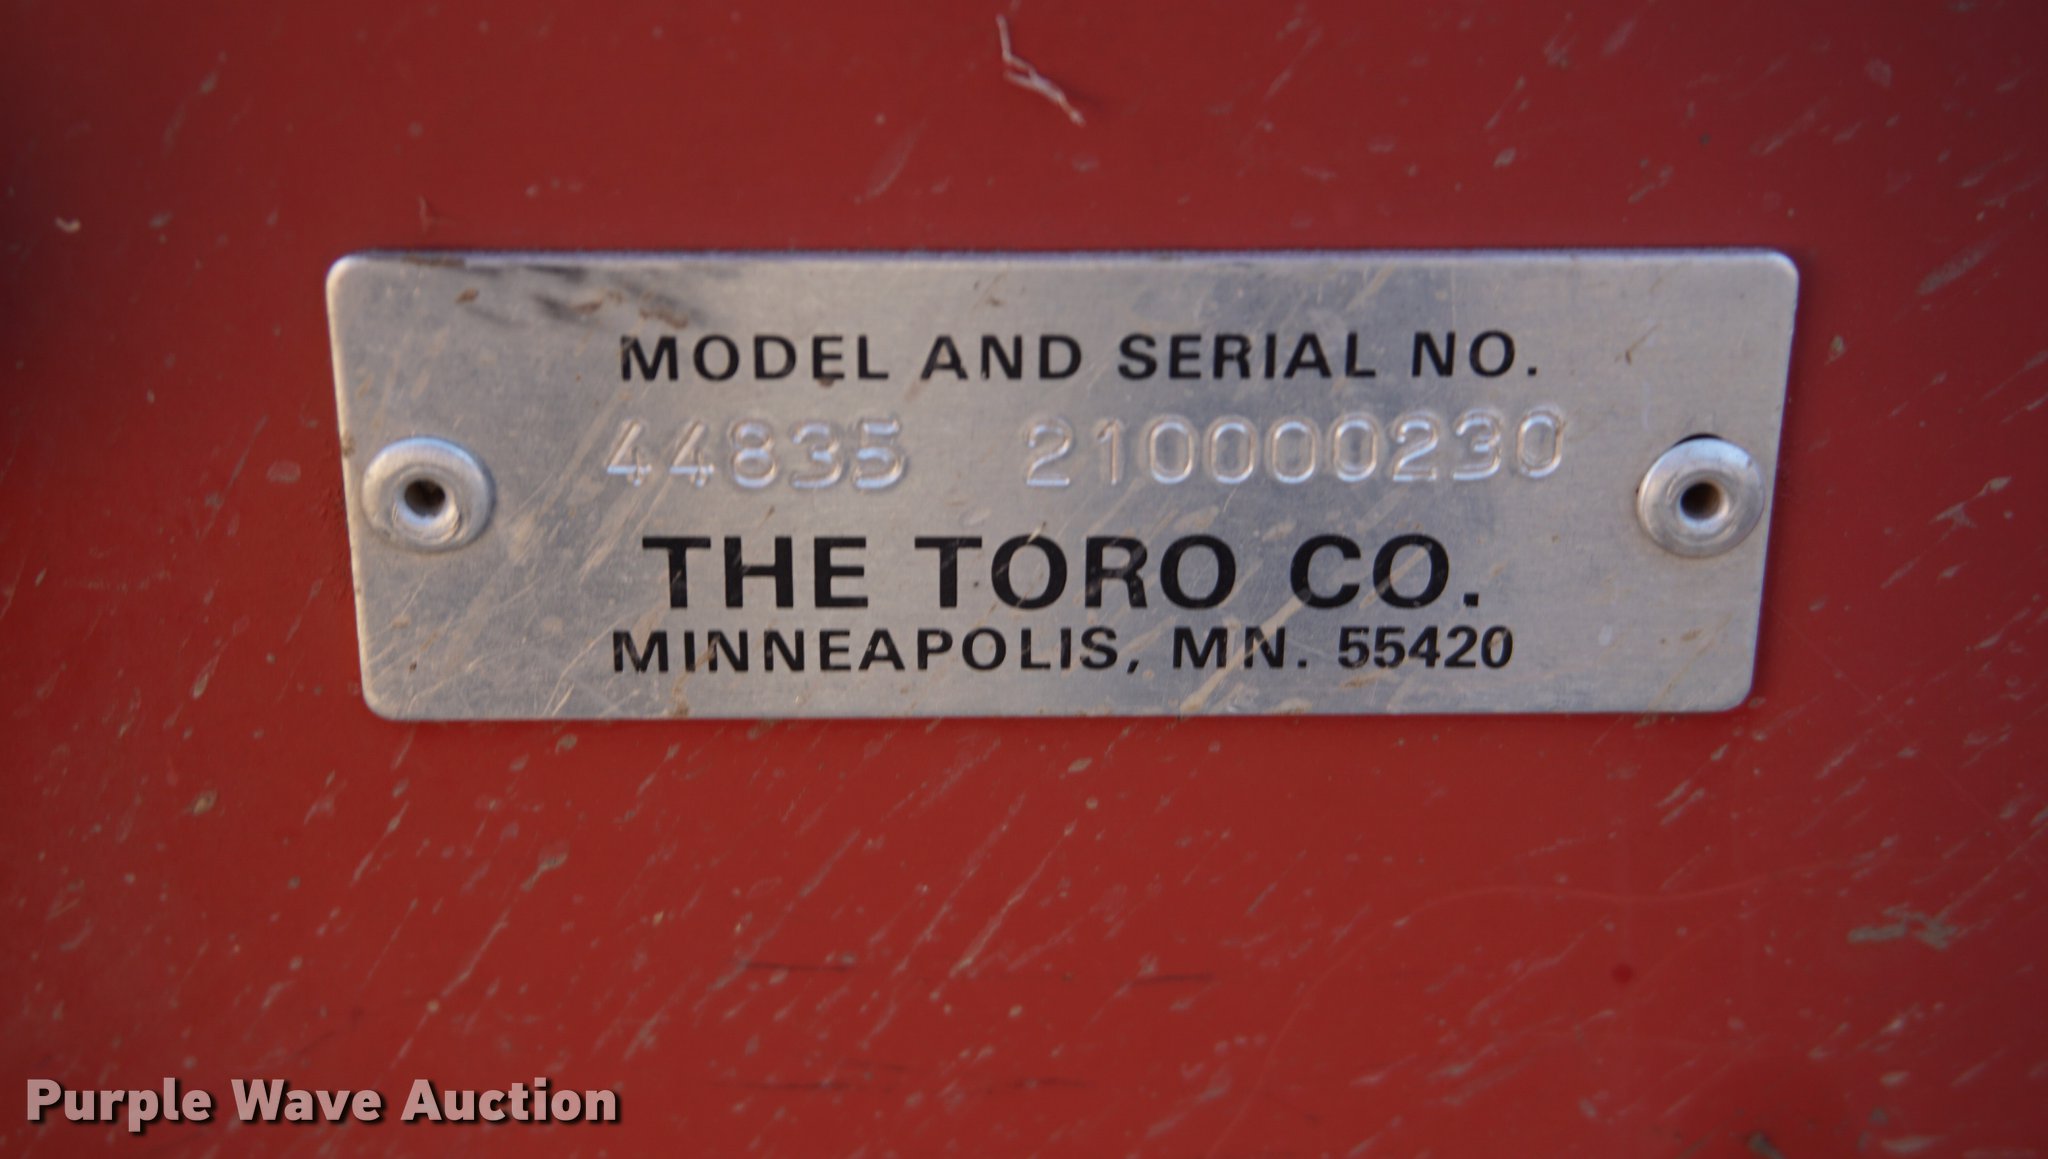 MODEL AND SERIAL NO.
44835 210000230
THE TORO CO.
MINNEAPOLIS, MN. 55420
Purple Wave Auction